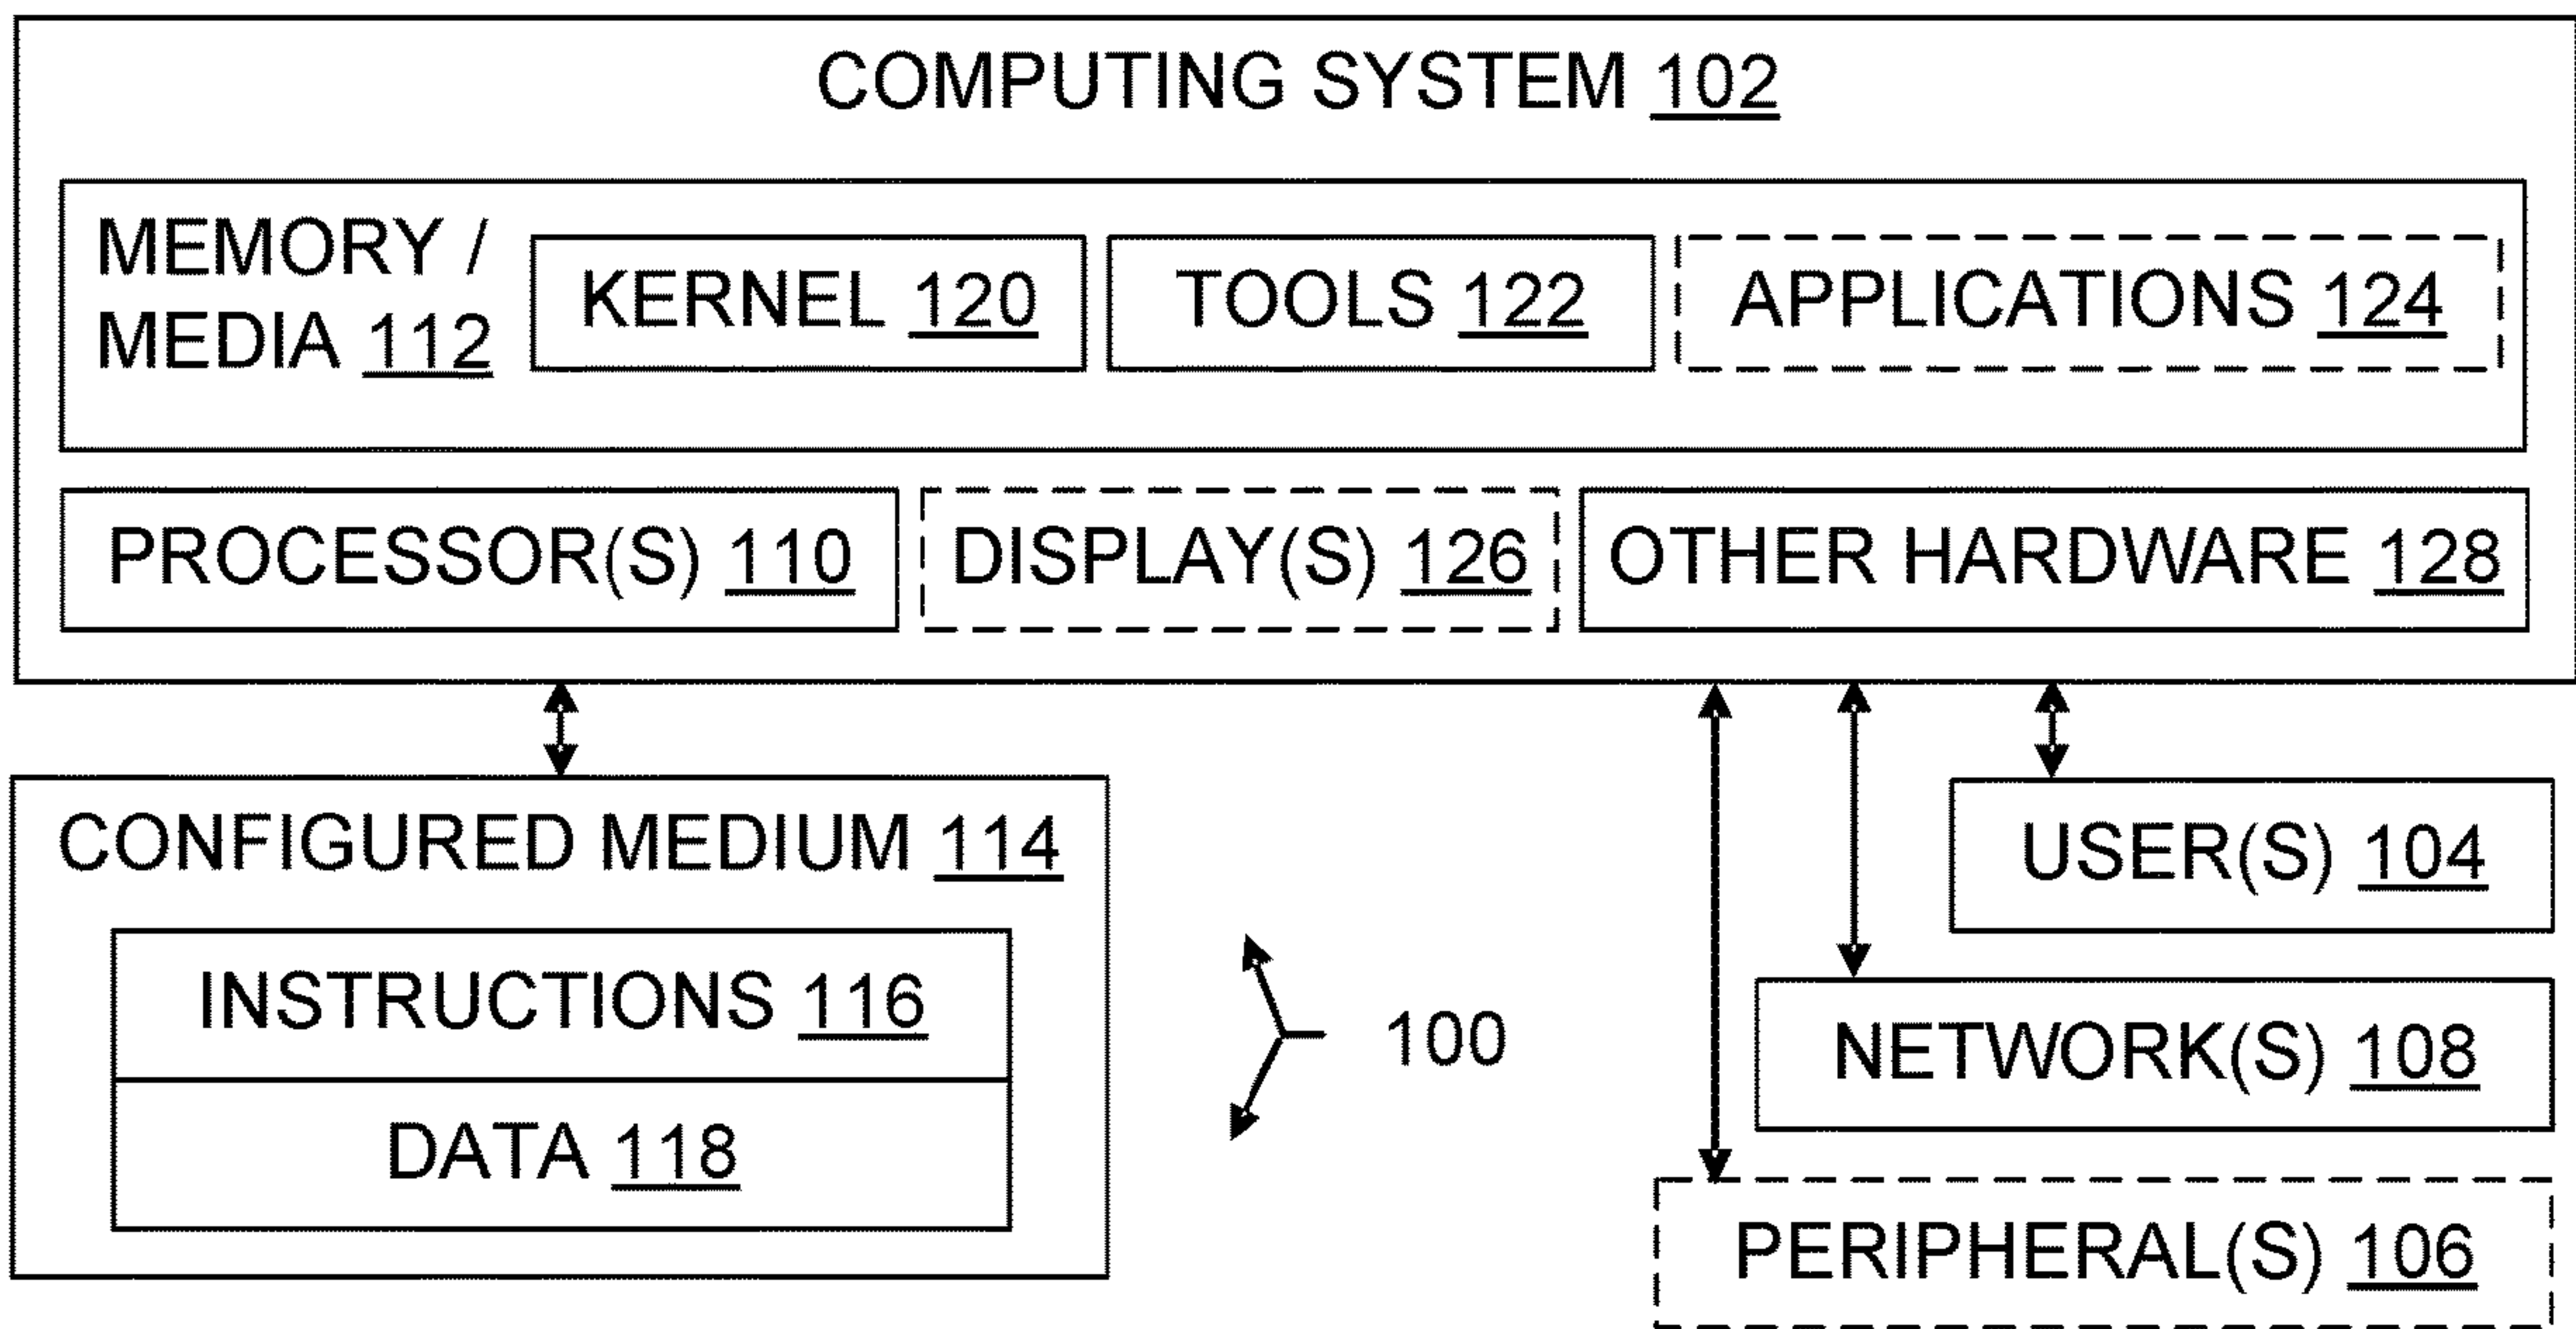 COMPUTING SYSTEM 102
MEMORY /
MEDIA 112
KERNEL 120
TOOLS 122
APPLICATIONS 124
PROCESSOR(S) 110
DISPLAY(S) 126
OTHER HARDWARE 128
CONFIGURED MEDIUM 114
INSTRUCTIONS 116
DATA 118
100
USER(S) 104
NETWORK(S) 108
PERIPHERAL(S) 106